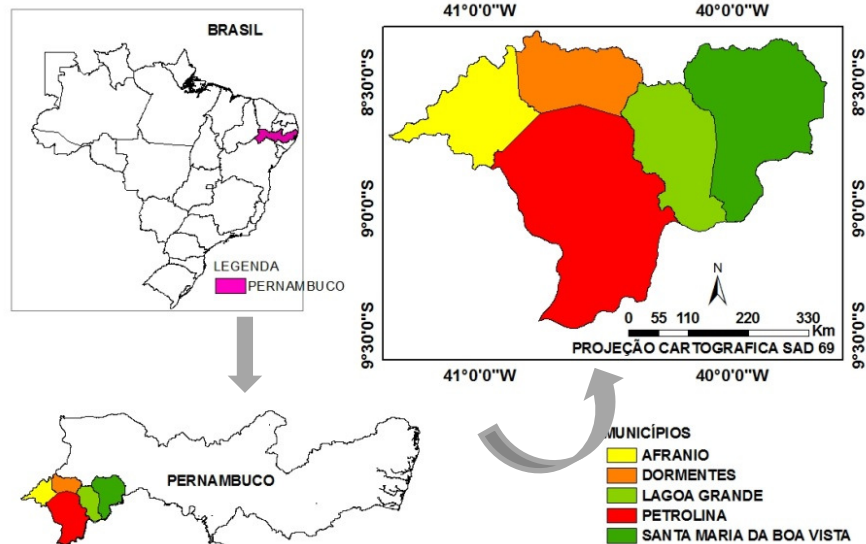 BRASIL
LEGENDA
PERNAMBUCO
41°0'0"W 40°0'0"W
8°30'0"S 8°30'0"S
9°0'0"S 9°0'0"S
9°30'0"S 9°30'0"S
N
0 55 110 220 330
Km
PROJEÇÃO CARTOGRAFICA SAD 69
41°0'0"W 40°0'0"W
PERNAMBUCO
MUNICÍPIOS
AFRANIO
DORMENTES
LAGOA GRANDE
PETROLINA
SANTA MARIA DA BOA VISTA